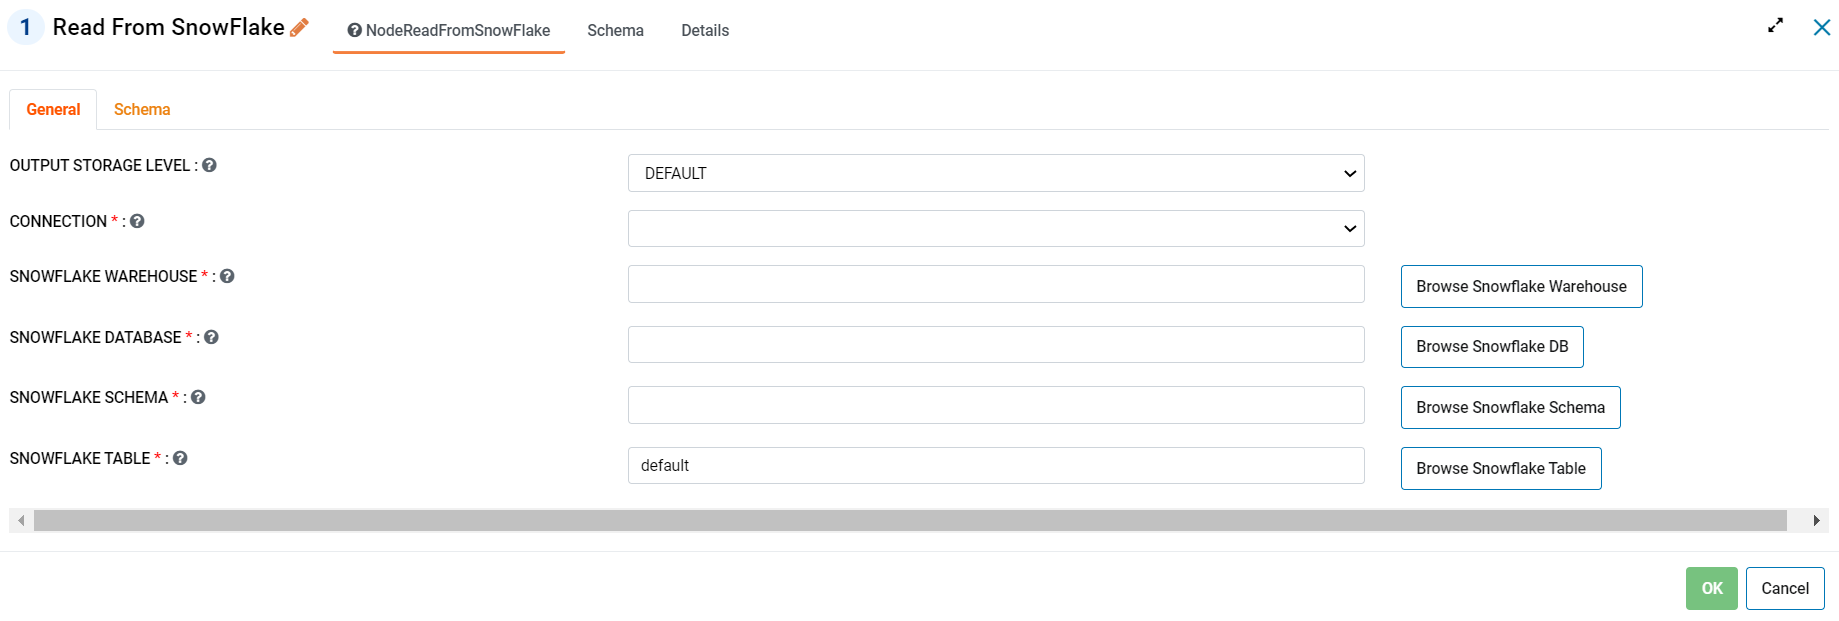 1 Read From SnowFlake NodeReadFromSnowFlake Schema Details
General Schema
OUTPUT STORAGE LEVEL : DEFAULT
CONNECTION * :
SNOWFLAKE WAREHOUSE * : Browse Snowflake Warehouse
SNOWFLAKE DATABASE * : Browse Snowflake DB
SNOWFLAKE SCHEMA * : Browse Snowflake Schema
SNOWFLAKE TABLE * : default Browse Snowflake Table
OK Cancel